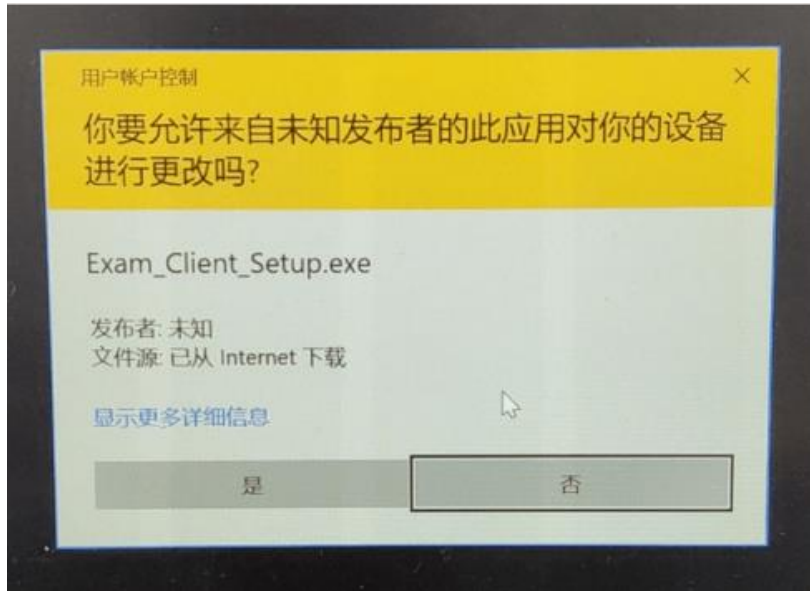 用户帐户控制
你要允许来自未知发布者的此应用对你的设备
进行更改吗?
Exam_Client_Setup.exe
发布者: 未知
文件源: 已从 Internet 下载
显示更多详细信息
是
否